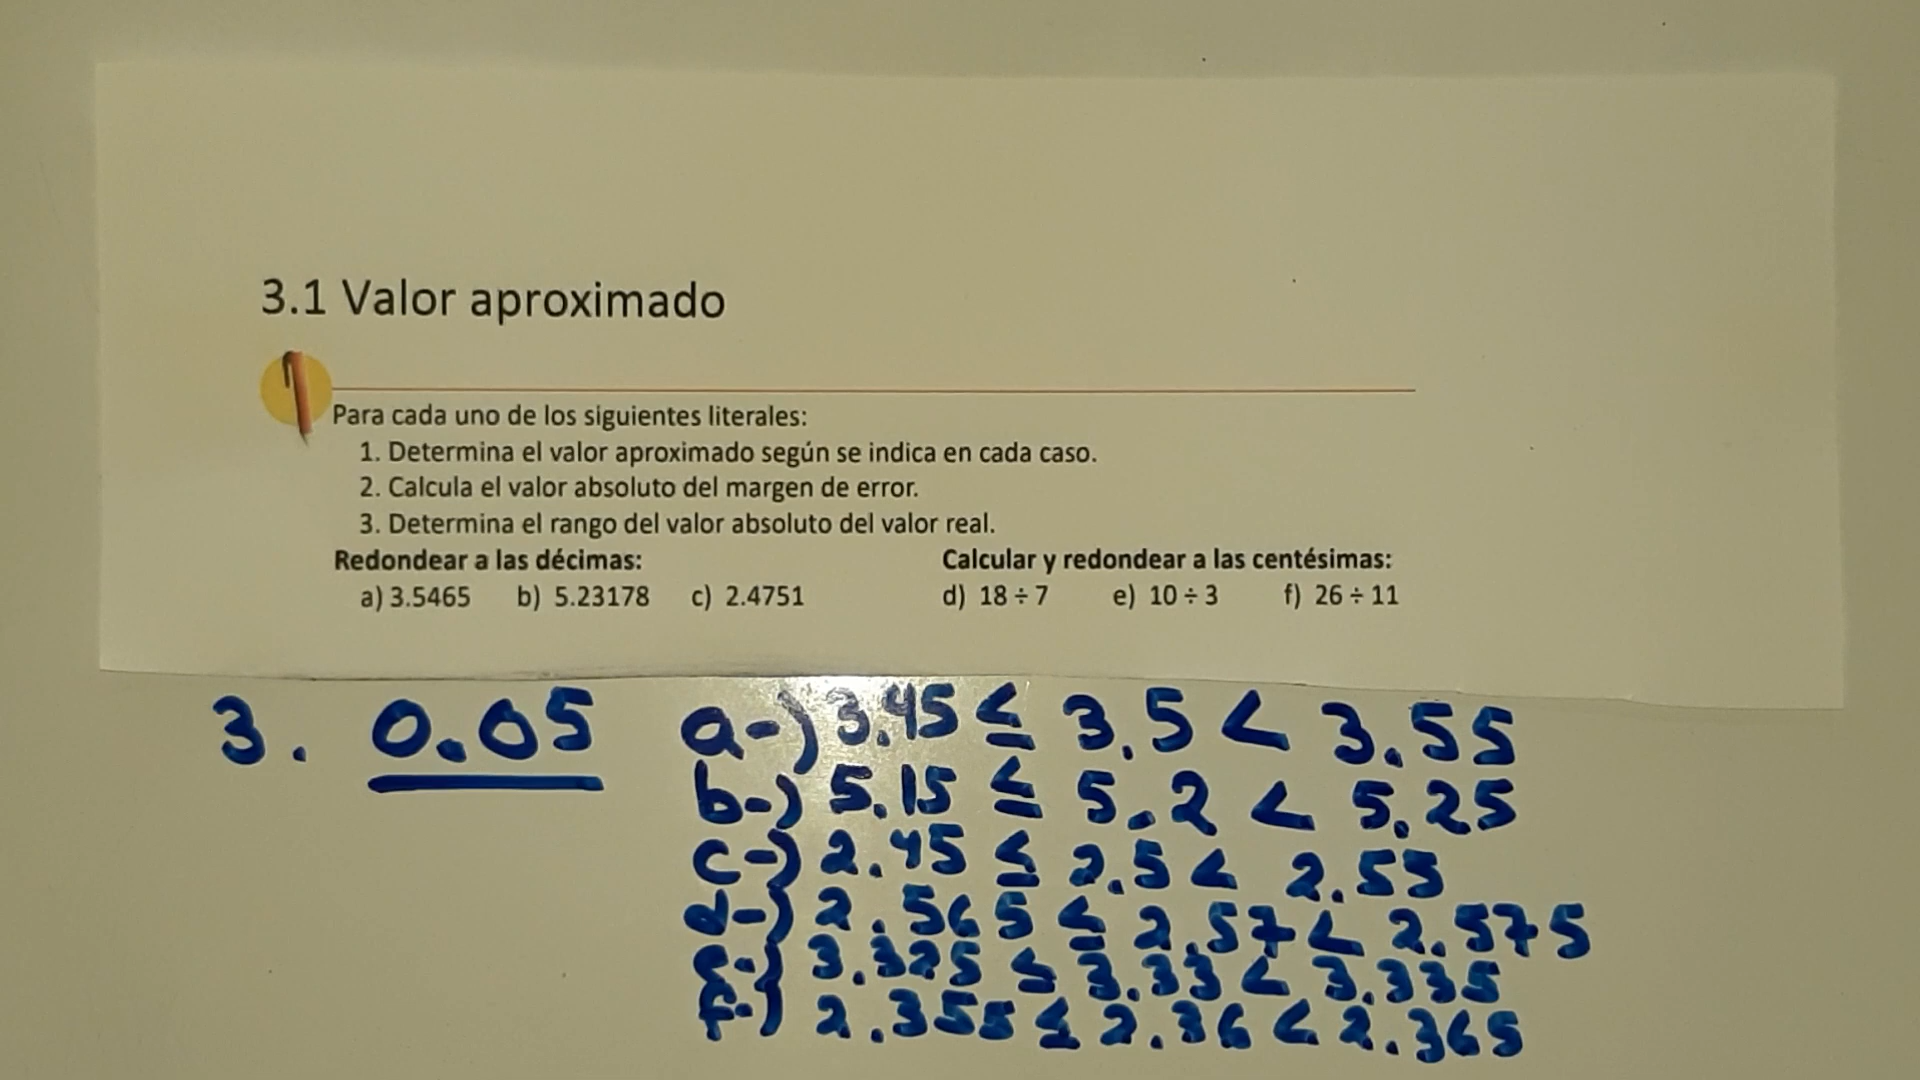 3.1 Valor aproximado
Para cada uno de los siguientes literales:
1. Determina el valor aproximado según se indica en cada caso.
2. Calcula el valor absoluto del margen de error.
3. Determina el rango del valor absoluto del valor real.
Redondear a las décimas:
a) 3.5465 b) 5.23178 c) 2.4751
Calcular y redondear a las centésimas:
d) 18 ÷ 7 e) 10 ÷ 3 f) 26 ÷ 11
3. 0.05
a-) 3.45 ≤ 3.5 < 3.55
b-) 5.15 ≤ 5.2 < 5.25
c-) 2.45 ≤ 2.5 < 2.55
d-) 2.565 ≤ 2.57 < 2.575
e-) 3.325 ≤ 3.33 < 3.335
f-) 2.355 ≤ 2.36 < 2.365